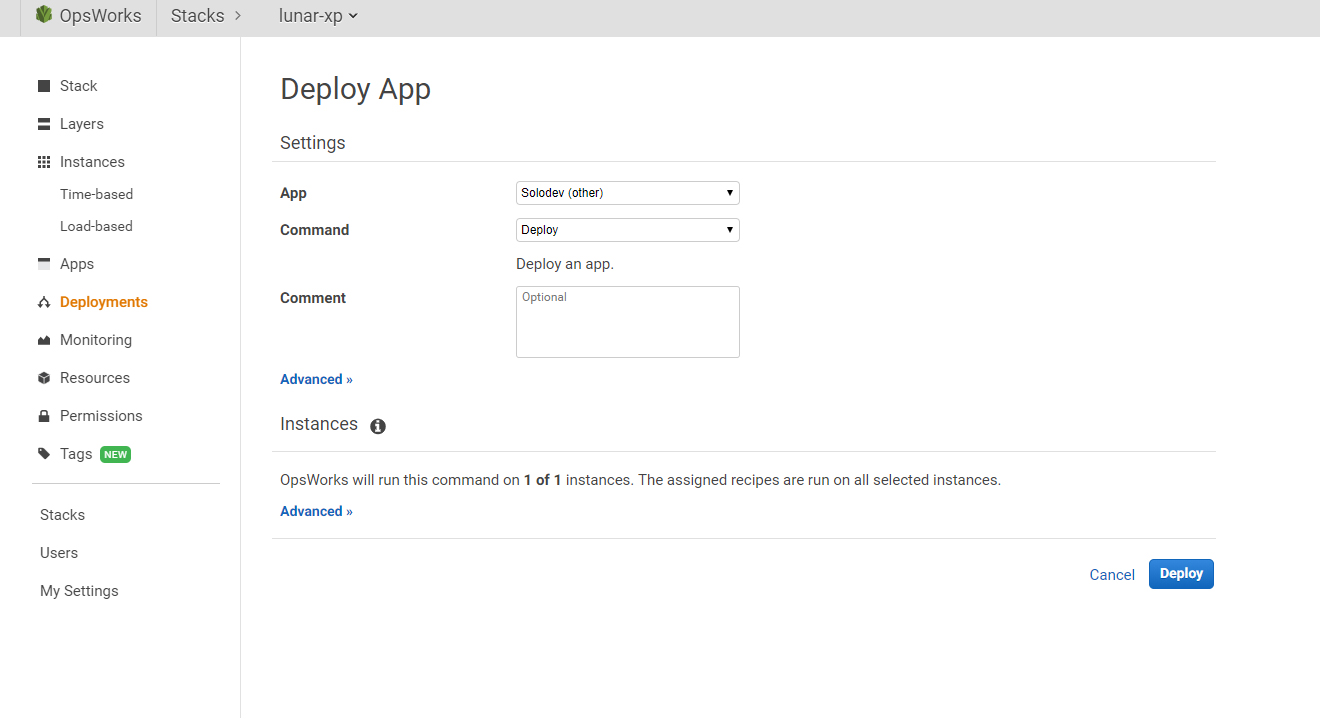 OpsWorks Stacks lunar-xp
Stack
Layers
Instances
Time-based
Load-based
Apps
Deployments
Monitoring
Resources
Permissions
Tags NEW
Stacks
Users
My Settings
Deploy App
Settings
App Solodev (other)
Command Deploy
Deploy an app.
Comment Optional
Advanced »
Instances
OpsWorks will run this command on 1 of 1 instances. The assigned recipes are run on all selected instances.
Advanced »
Cancel Deploy